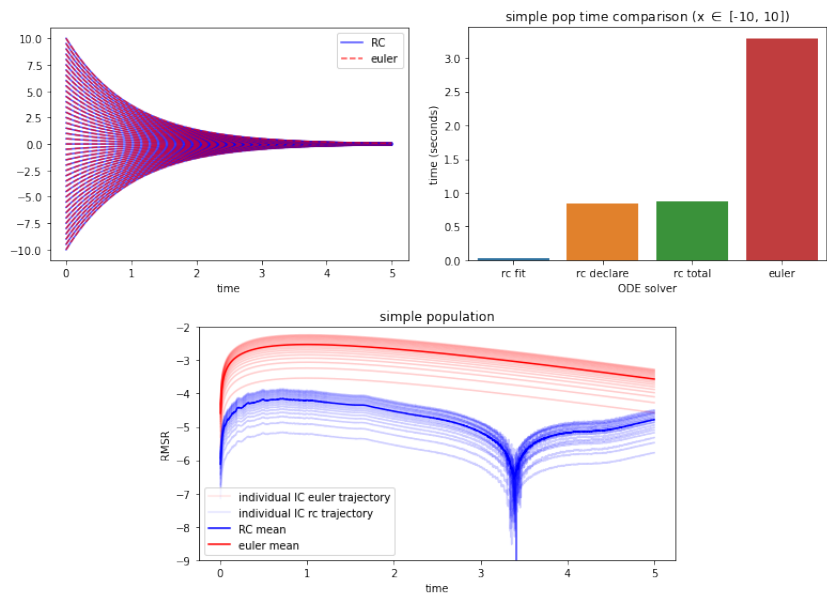 10.0
7.5
5.0
2.5
0.0
−2.5
−5.0
−7.5
−10.0
0 1 2 3 4 5
time
RC
euler
simple pop time comparison (x ∈ [-10, 10])
time (seconds)
3.0
2.5
2.0
1.5
1.0
0.5
0.0
rc fit rc declare rc total euler
ODE solver
simple population
RMSR
−2
−3
−4
−5
−6
−7
−8
−9
individual IC euler trajectory
individual IC rc trajectory
RC mean
euler mean
0 1 2 3 4 5
time